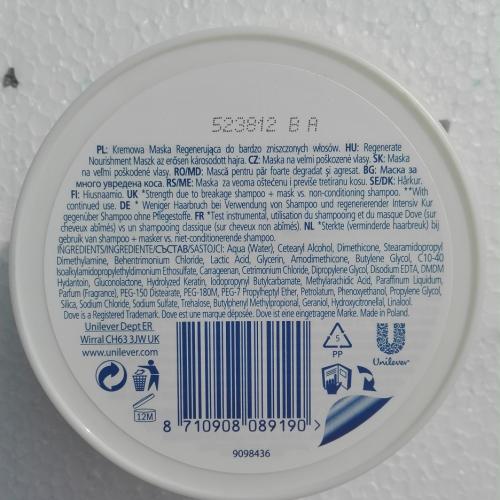 523812 B A
PL: Kremowa Maska Regenerująca do bardzo zniszczonych włosów. HU: Regenerate
Nourishment Maszk az erősen károsodott hajra. CZ: Maska na velmi poškozené vlasy. SK: Maska
na veľmi poškodené vlasy. RO/MD: Mască pentru păr foarte degradat și agresat. BG: Маска за
много увредена коса. RS/ME: Maska za veoma oštećenu i previše tretiranu kosu. SE/DK: Hårkur.
FI: Hiusnaamio. UK *Strength due to breakage shampoo + mask vs. non-conditioning shampoo. **With
continued use. DE * Weniger Haarbruch bei Verwendung von Shampoo und regenerierender Intensiv Kur
gegenüber Shampoo ohne Pflegestoffe. FR *Test instrumental, utilisation du shampooing et du masque Dove (sur
cheveux abîmés) vs un shampooing classique (sur cheveux non abîmés). NL *Sterkte (verminderde haarbreuk) bij
gebruik van shampoo + masker vs. niet-conditionerende shampoo.
INGREDIENTS/INGREDIENTE/СЪСТАВ/SASTOJCI: Aqua (Water), Cetearyl Alcohol, Dimethicone, Stearamidopropyl
Dimethylamine, Behentrimonium Chloride, Lactic Acid, Glycerin, Amodimethicone, Butylene Glycol, C10-40
Isoalkylamidopropylethyldimonium Ethosulfate, Carrageenan, Cetrimonium Chloride, Dipropylene Glycol, Disodium EDTA, DMDM
Hydantoin, Gluconolactone, Hydrolyzed Keratin, Iodopropynyl Butylcarbamate, Methylarachidic Acid, Paraffinum Liquidum,
Parfum (Fragrance), PEG-150 Distearate, PEG-180M, PEG-7 Propylheptyl Ether, Petrolatum, Phenoxyethanol, Propylene Glycol,
Silica, Sodium Chloride, Sodium Sulfate, Trehalose, Butylphenyl Methylpropional, Geraniol, Hydroxycitronellal, Linalool.
Dove is a Registered Trademark. Dove est une marque déposée. Dove ist eine eingetragene Marke. Made in Poland.
Unilever Dept ER
Wirral CH63 3JW UK
www.unilever.com
12M
8 710908 089190 >
5
PP
Unilever
9098436